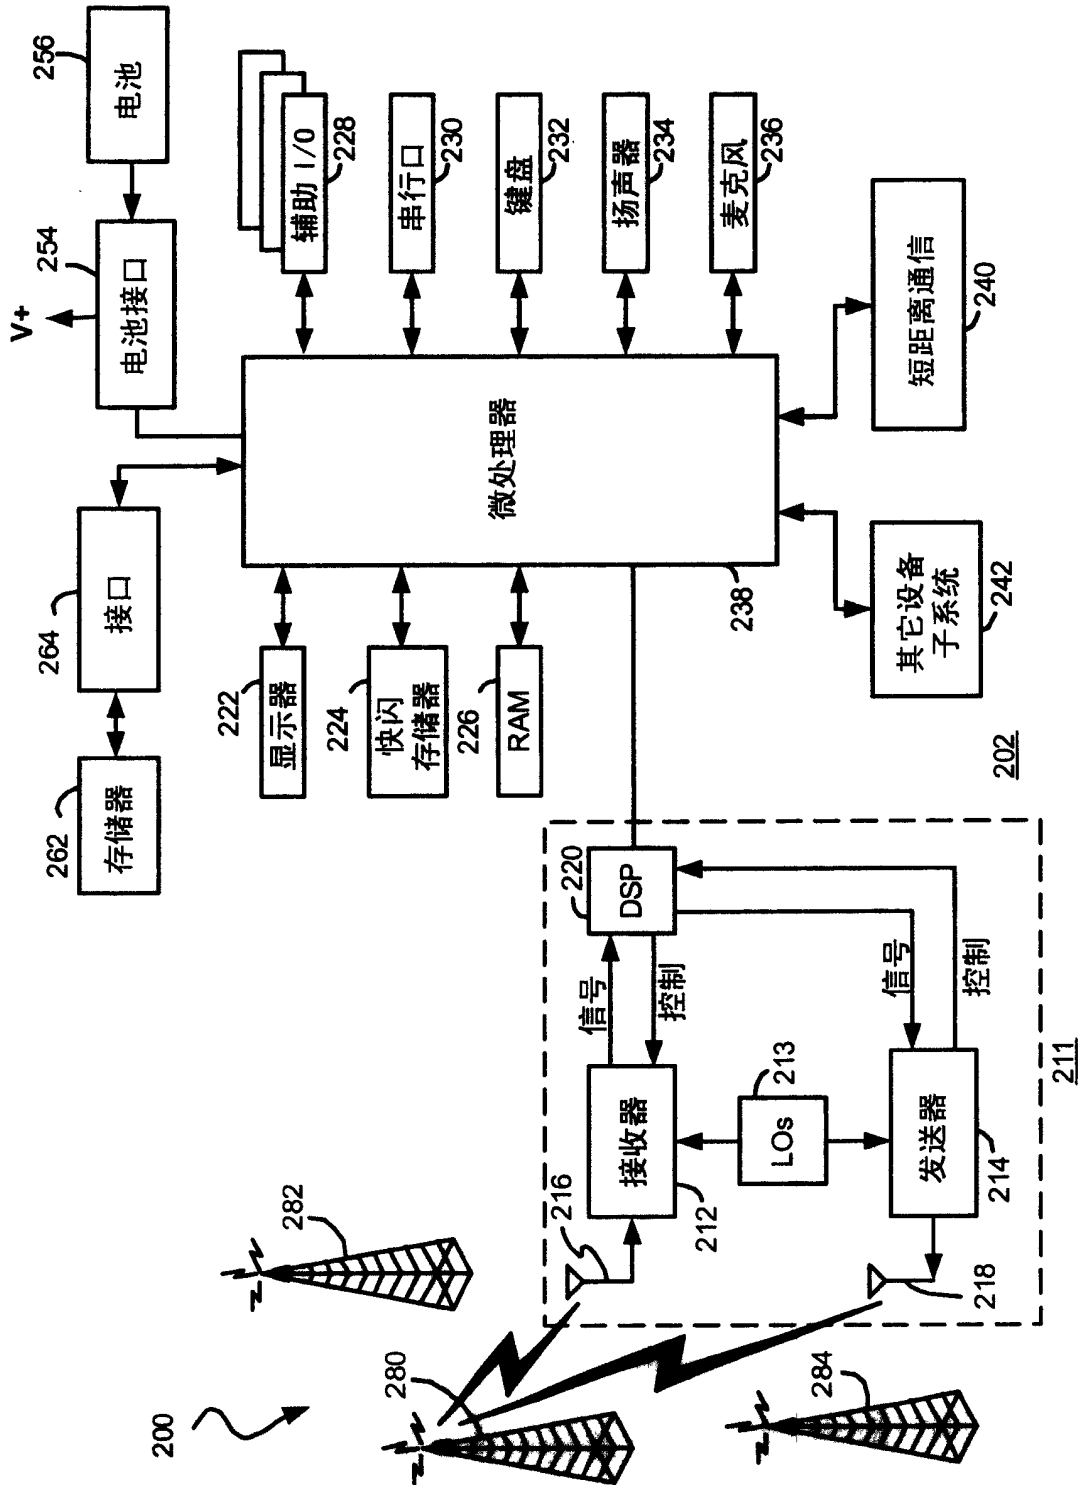 200
280
282
284
216
218
接收器
212
LOs
213
发送器
214
信号
控制
信号
控制
DSP
220
211
202
存储器
262
接口
264
显示器
222
快闪
存储器
224
RAM
226
微处理器
238
V+
电池接口
254
电池
256
辅助 I/O
228
串行口
230
键盘
232
扬声器
234
麦克风
236
短距离通信
240
其它设备
子系统
242